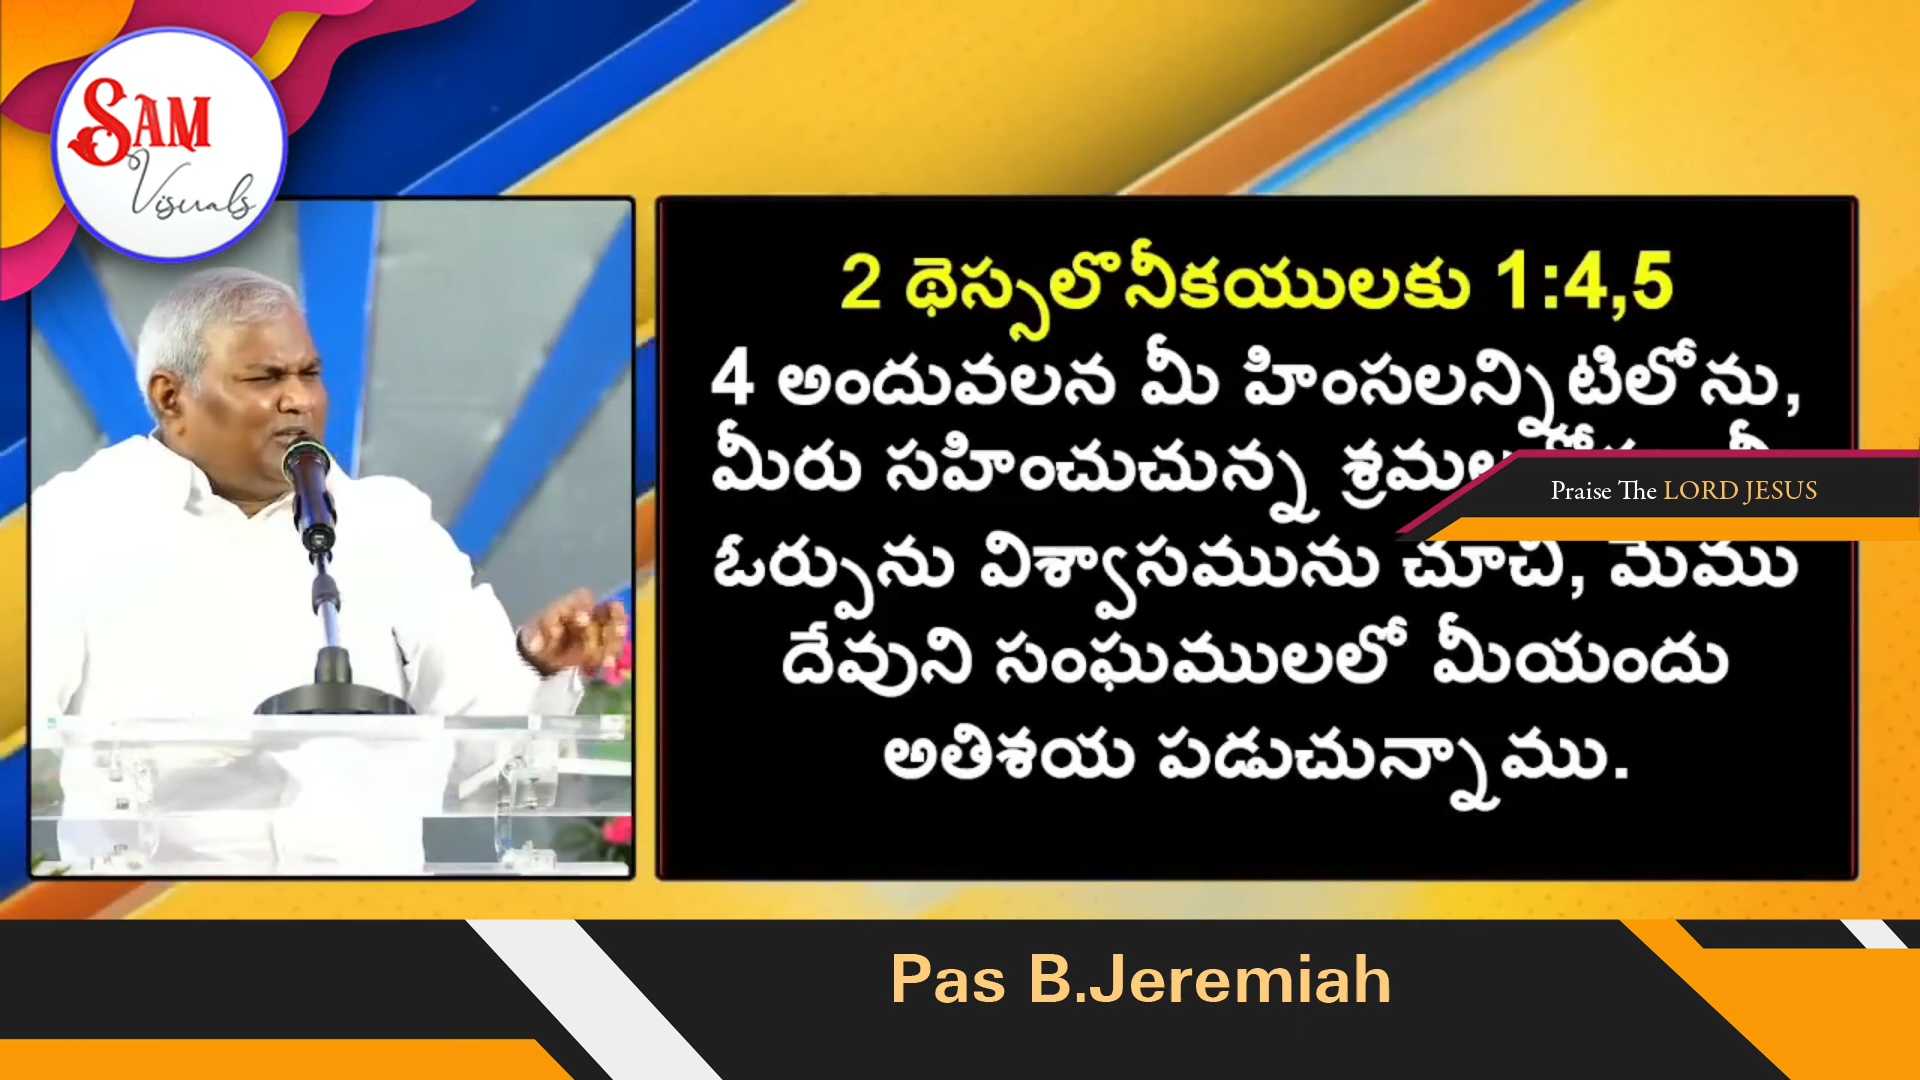 SAM
Visuals
2 థెస్సలొనీకయులకు 1:4,5
4 అందువలన మీ హింసలన్నిటిలోను,
మీరు సహించుచున్న
Praise The LORD JESUS
ఓర్పును విశ్వాసమును చూచి, మేము
దేవుని సంఘములలో మీయందు
అతిశయ పడుచున్నాము.
Pas B.Jeremiah